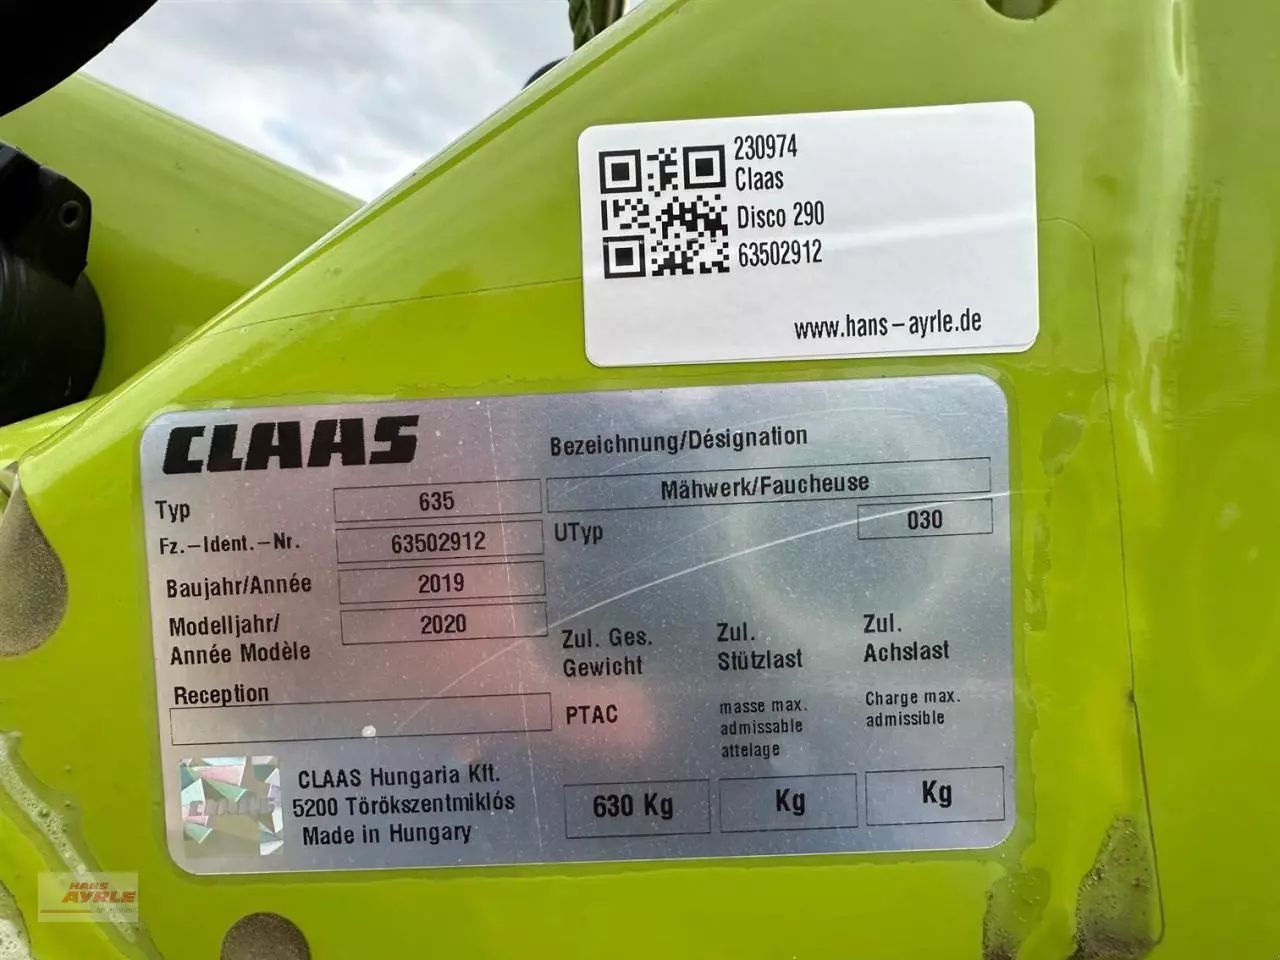 230974
Claas
Disco 290
63502912
www.hans-ayrle.de
CLAAS
Bezeichnung/Désignation
Typ 635 Mähwerk/Faucheuse
Fz.-Ident.-Nr. 63502912 UTyp 030
Baujahr/Année 2019
Modelljahr/ 2020
Année Modèle
Zul. Ges. Zul. Zul.
Gewicht Stützlast Achslast
Reception
PTAC masse max. Charge max.
admissable admissible
attelage
CLAAS Hungaria Kft.
5200 Törökszentmiklós
Made in Hungary
630 Kg Kg Kg
CLAAS
HANS
AYRLE